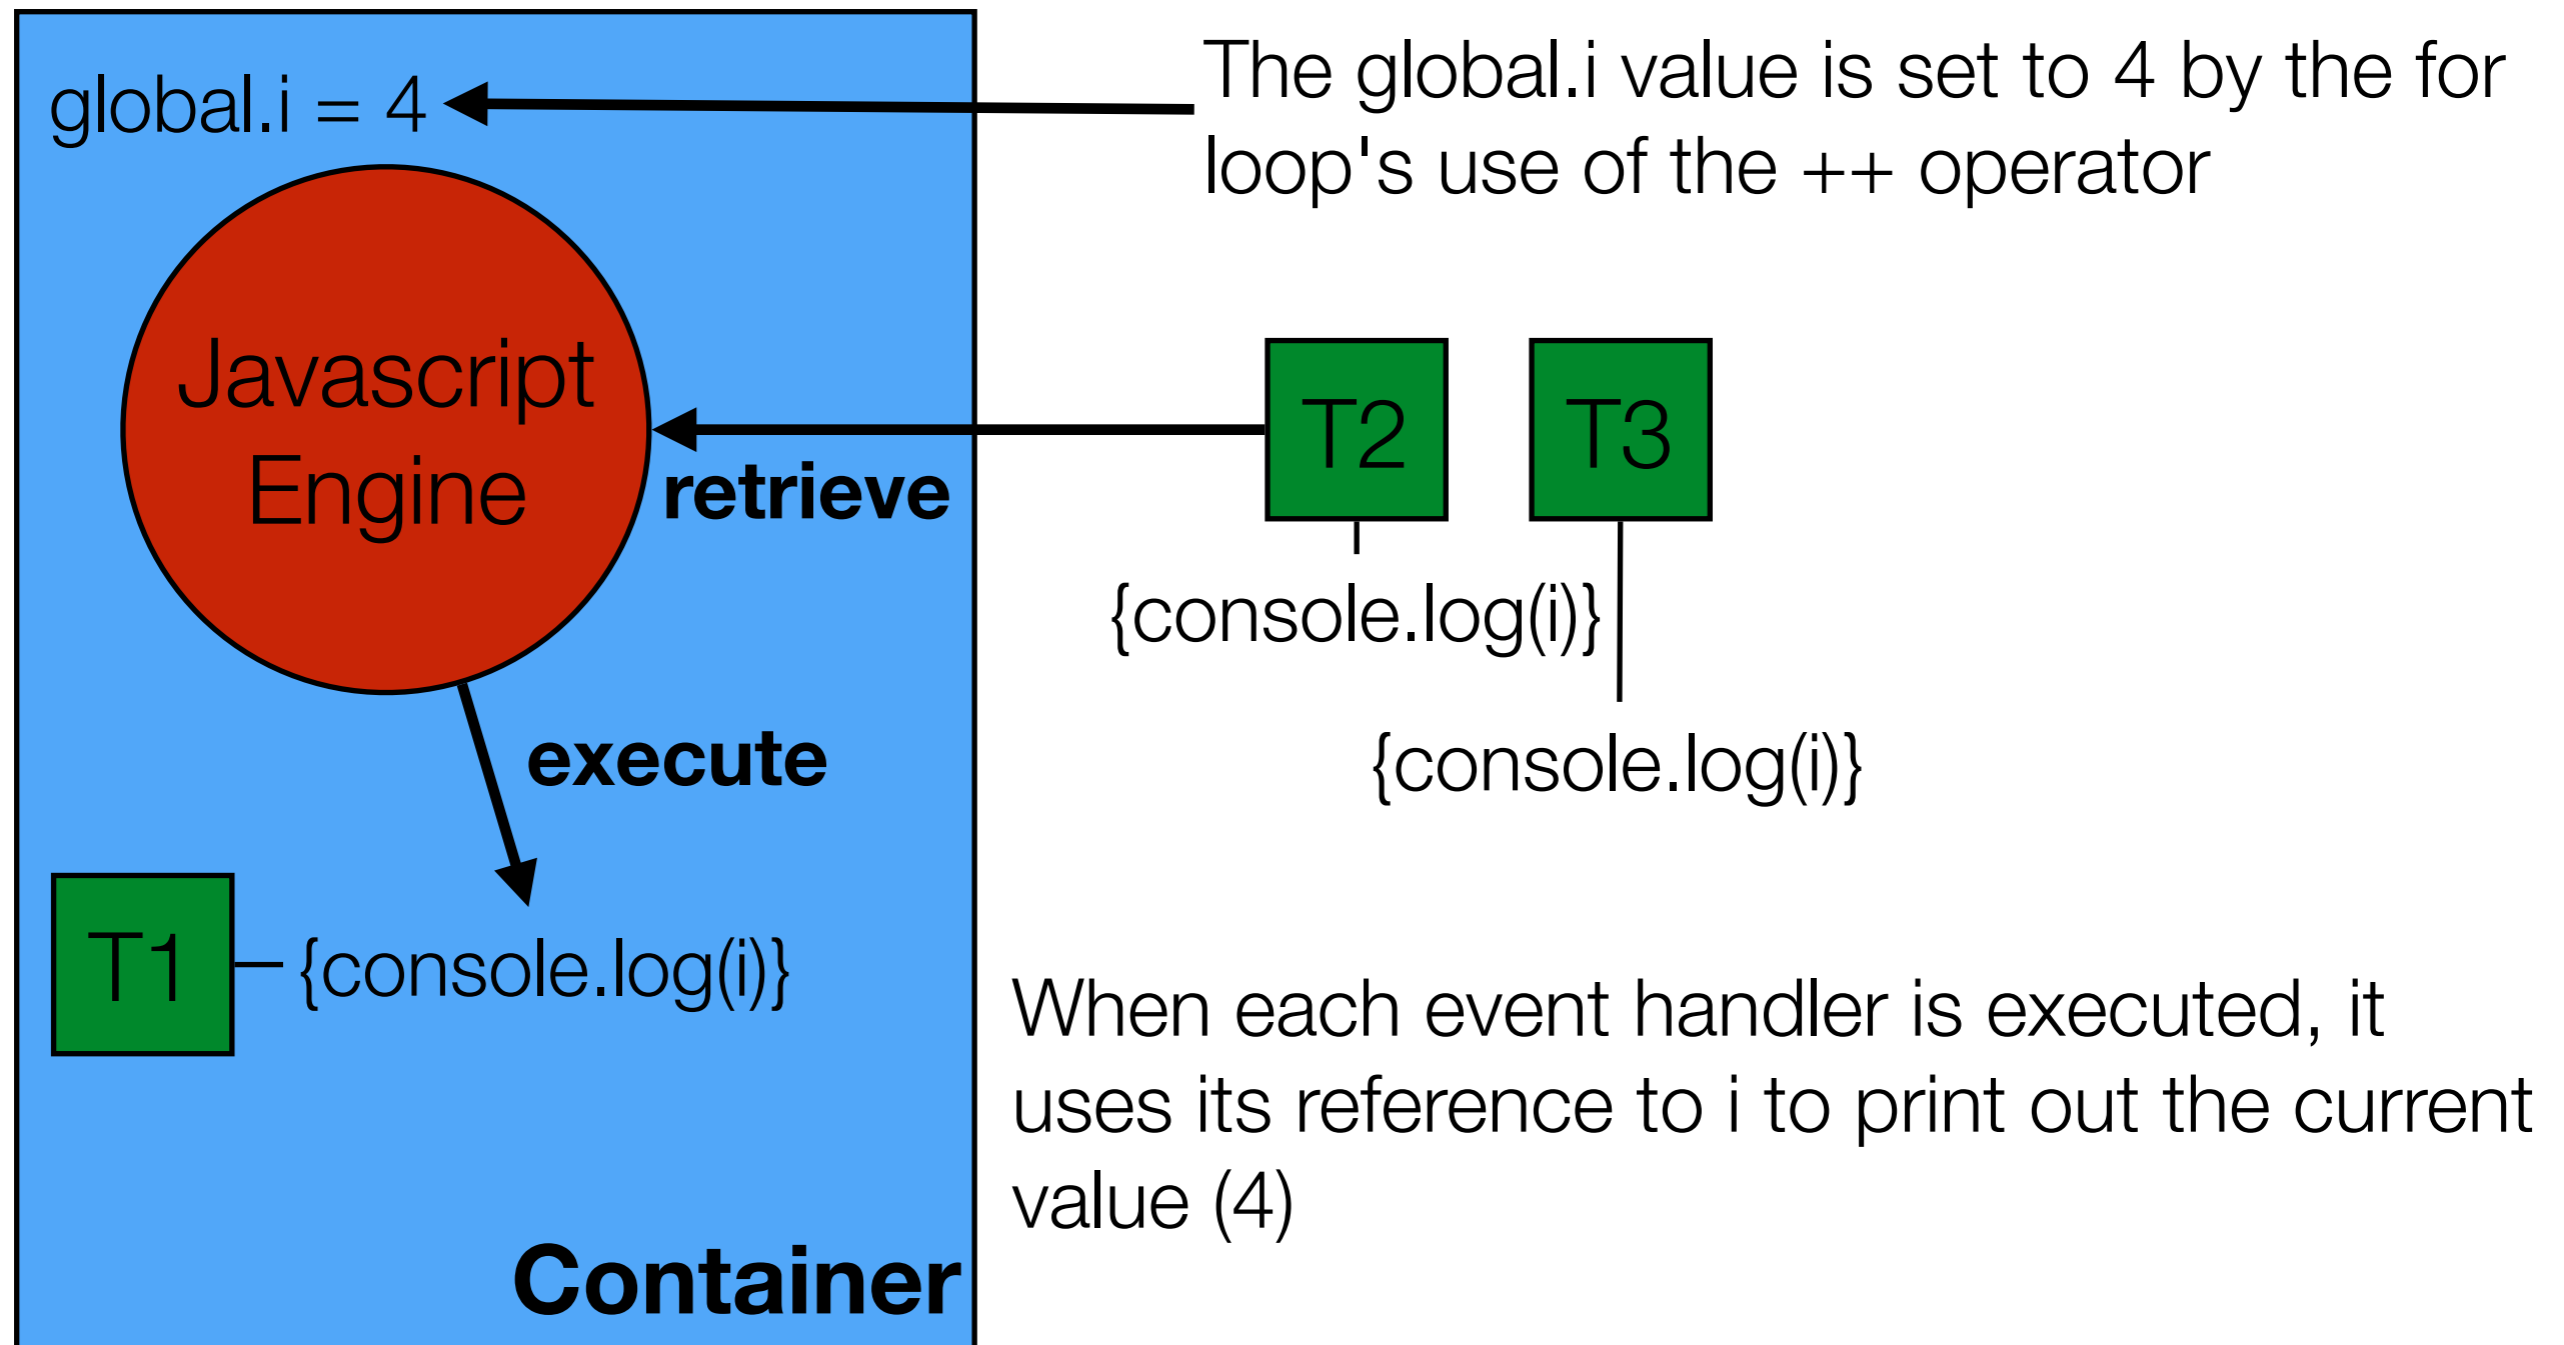 global.i = 4
The global.i value is set to 4 by the for
loop's use of the ++ operator
Javascript
Engine
retrieve
T2
T3
{console.log(i)}
{console.log(i)}
execute
T1
{console.log(i)}
When each event handler is executed, it
uses its reference to i to print out the current
value (4)
Container